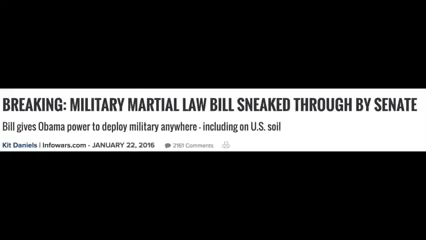 BREAKING: MILITARY MARTIAL LAW BILL SNEAKED THROUGH BY SENATE
Bill gives Obama power to deploy military anywhere - including on U.S. soil
Kit Daniels | Infowars.com - JANUARY 22, 2016 2161 Comments